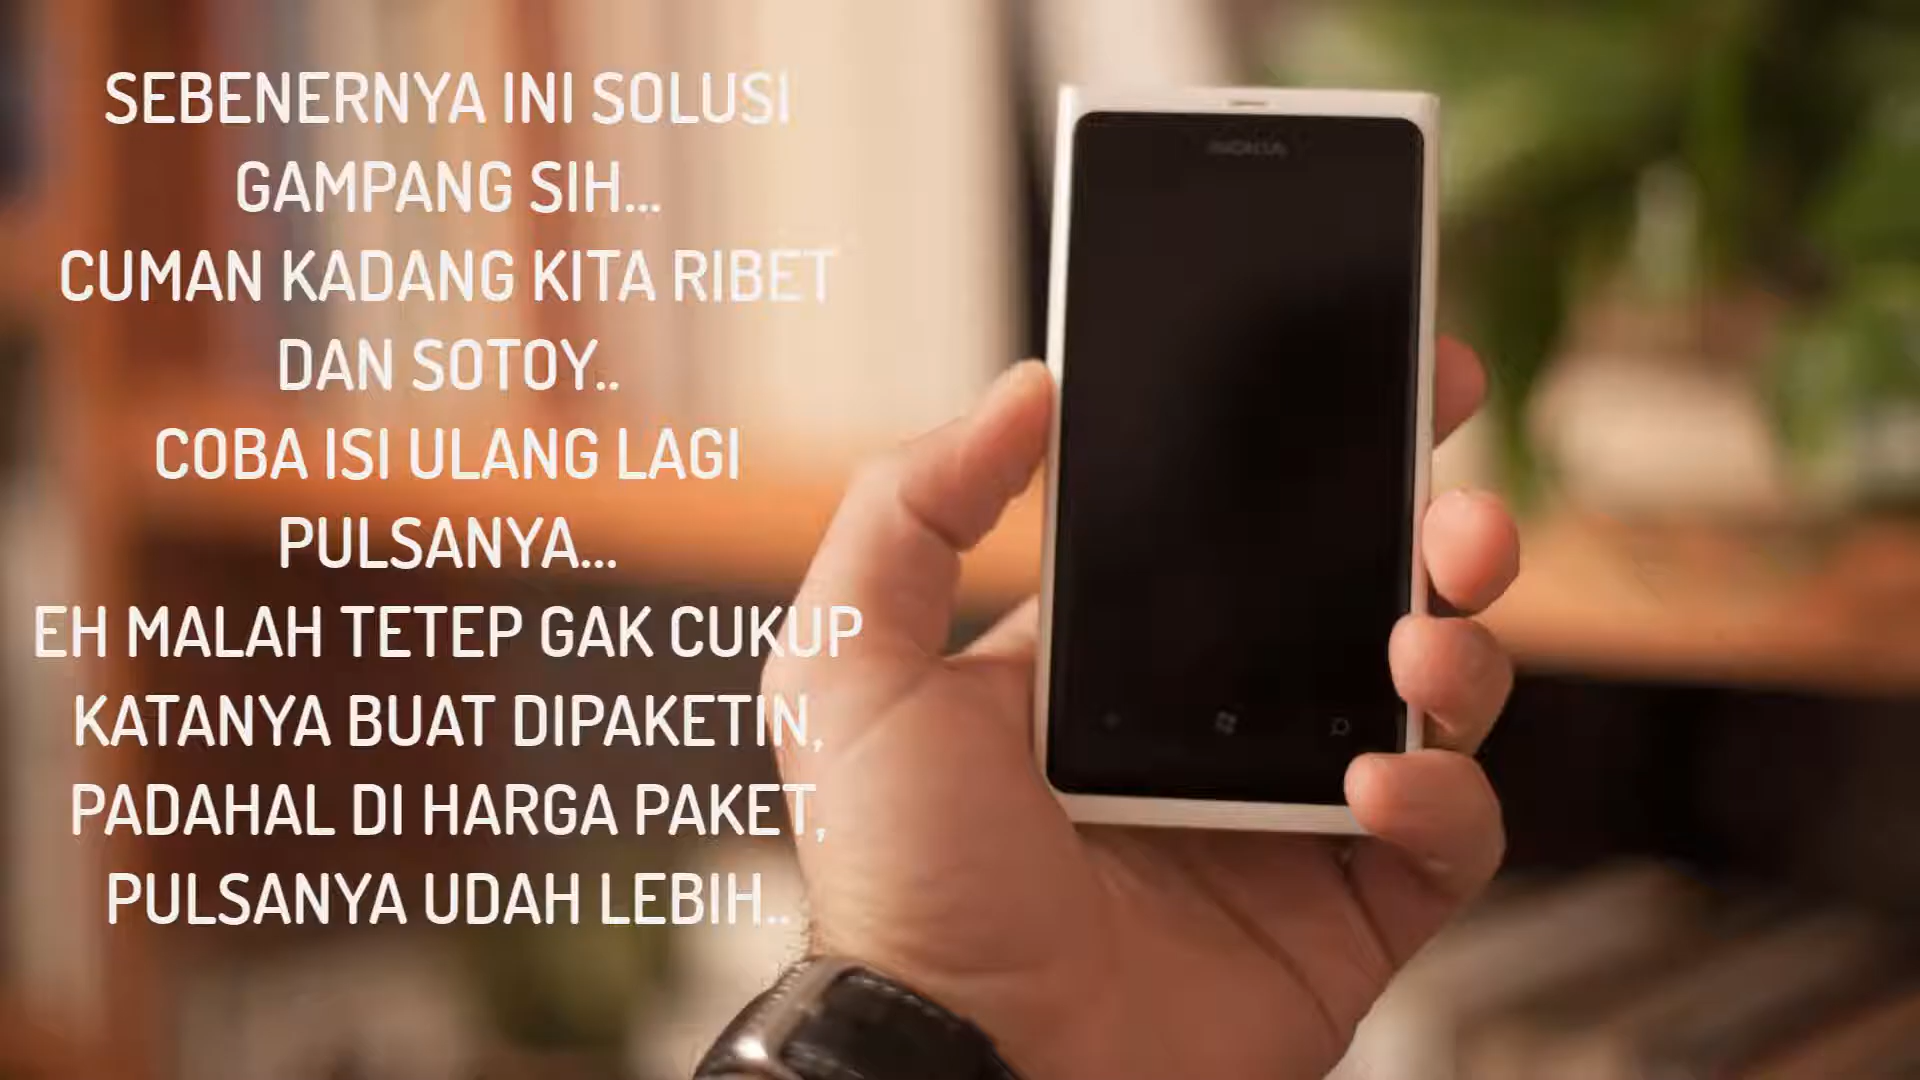 SEBENERNYA INI SOLUSI
GAMPANG SIH...
CUMAN KADANG KITA RIBET
DAN SOTOY..
COBA ISI ULANG LAGI
PULSANYA...
EH MALAH TETEP GAK CUKUP
KATANYA BUAT DIPAKETIN,
PADAHAL DI HARGA PAKET,
PULSANYA UDAH LEBIH..
NOKIA